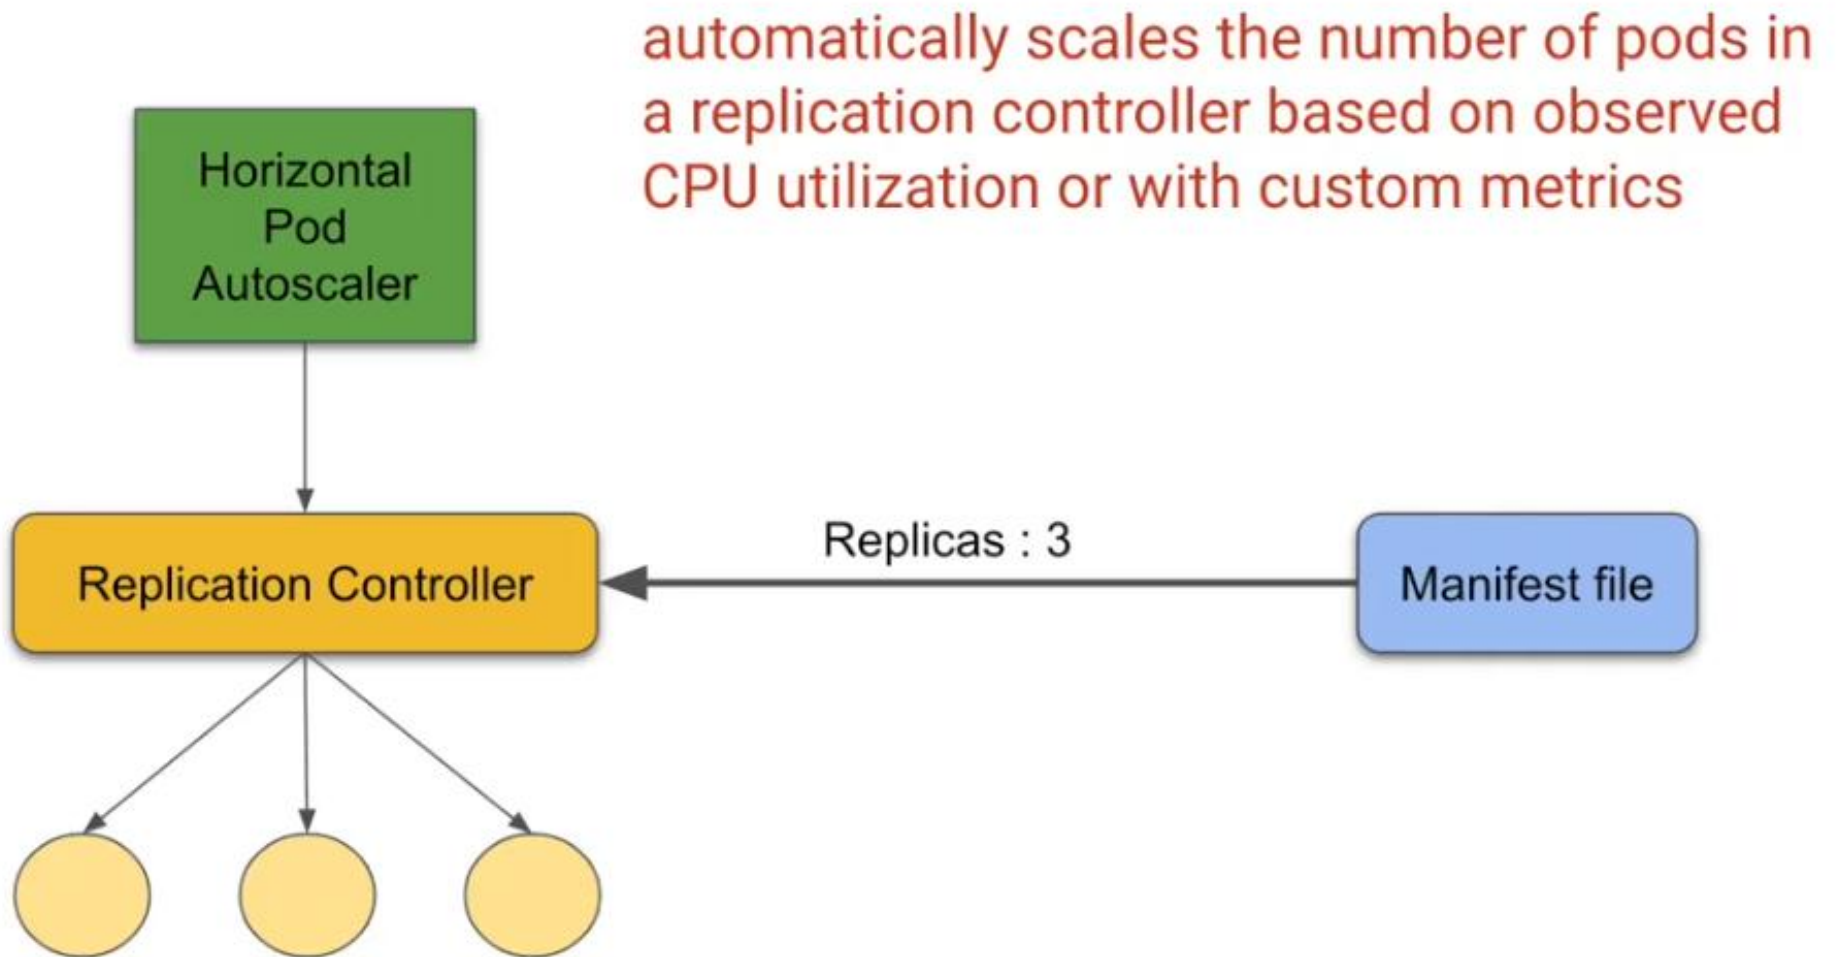 automatically scales the number of pods in
a replication controller based on observed
CPU utilization or with custom metrics
Horizontal
Pod
Autoscaler
Replicas : 3
Replication Controller
Manifest file